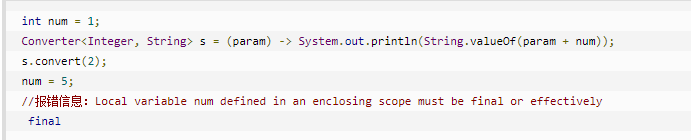 int num = 1;
Converter<Integer, String> s = (param) -> System.out.println(String.valueOf(param + num));
s.convert(2);
num = 5;
//报错信息：Local variable num defined in an enclosing scope must be final or effectively
final